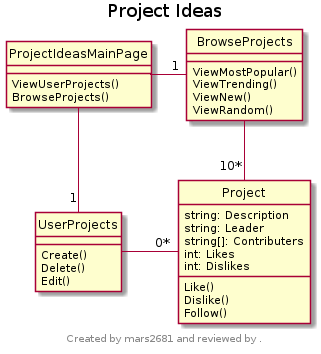 Project Ideas
ProjectIdeasMainPage
ViewUserProjects()
BrowseProjects()
1
BrowseProjects
ViewMostPopular()
ViewTrending()
ViewNew()
ViewRandom()
10*
1
UserProjects
Create()
Delete()
Edit()
0*
Project
string: Description
string: Leader
string[]: Contributers
int: Likes
int: Dislikes
Like()
Dislike()
Follow()
Created by mars2681 and reviewed by .